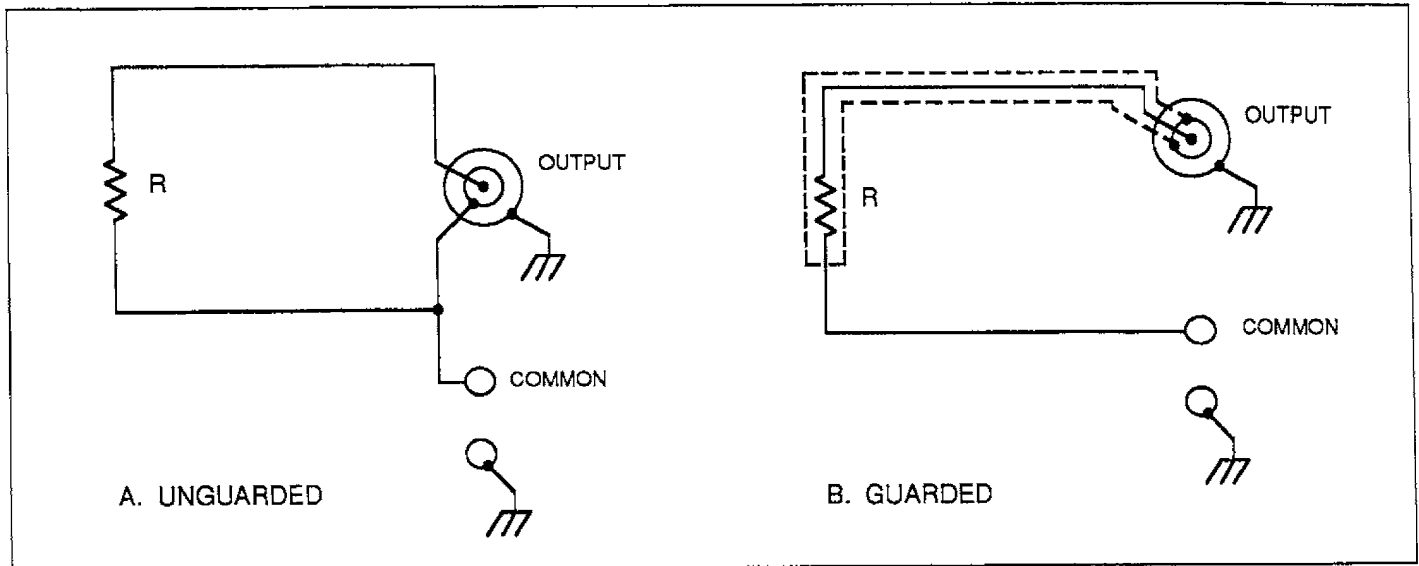 R
OUTPUT
COMMON
A. UNGUARDED
OUTPUT
R
COMMON
B. GUARDED